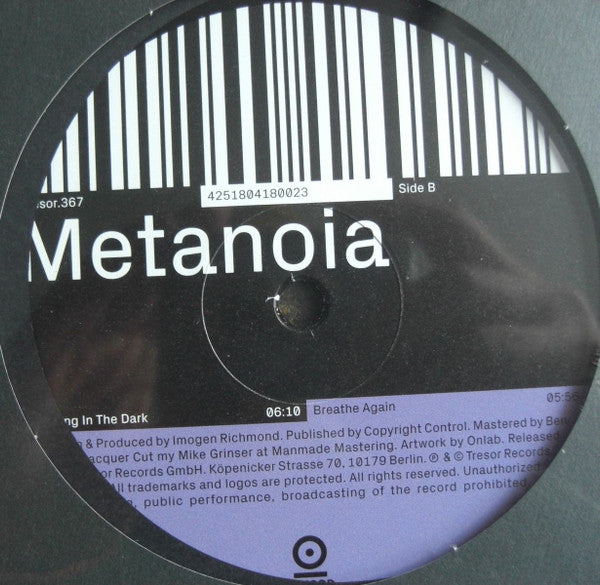 sor.367
4251804180023
Side B
Metanoia
ng In The Dark
06:10
Breathe Again
05:56
& Produced by Imogen Richmond. Published by Copyright Control. Mastered by Ben
acquer Cut my Mike Grinser at Manmade Mastering. Artwork by Onlab. Released
or Records GmbH. Köpenicker Strasse 70, 10179 Berlin. ℗ & © Tresor Records
All trademarks and logos are protected. All rights reserved. Unauthorized
, public performance, broadcasting of the record prohibited